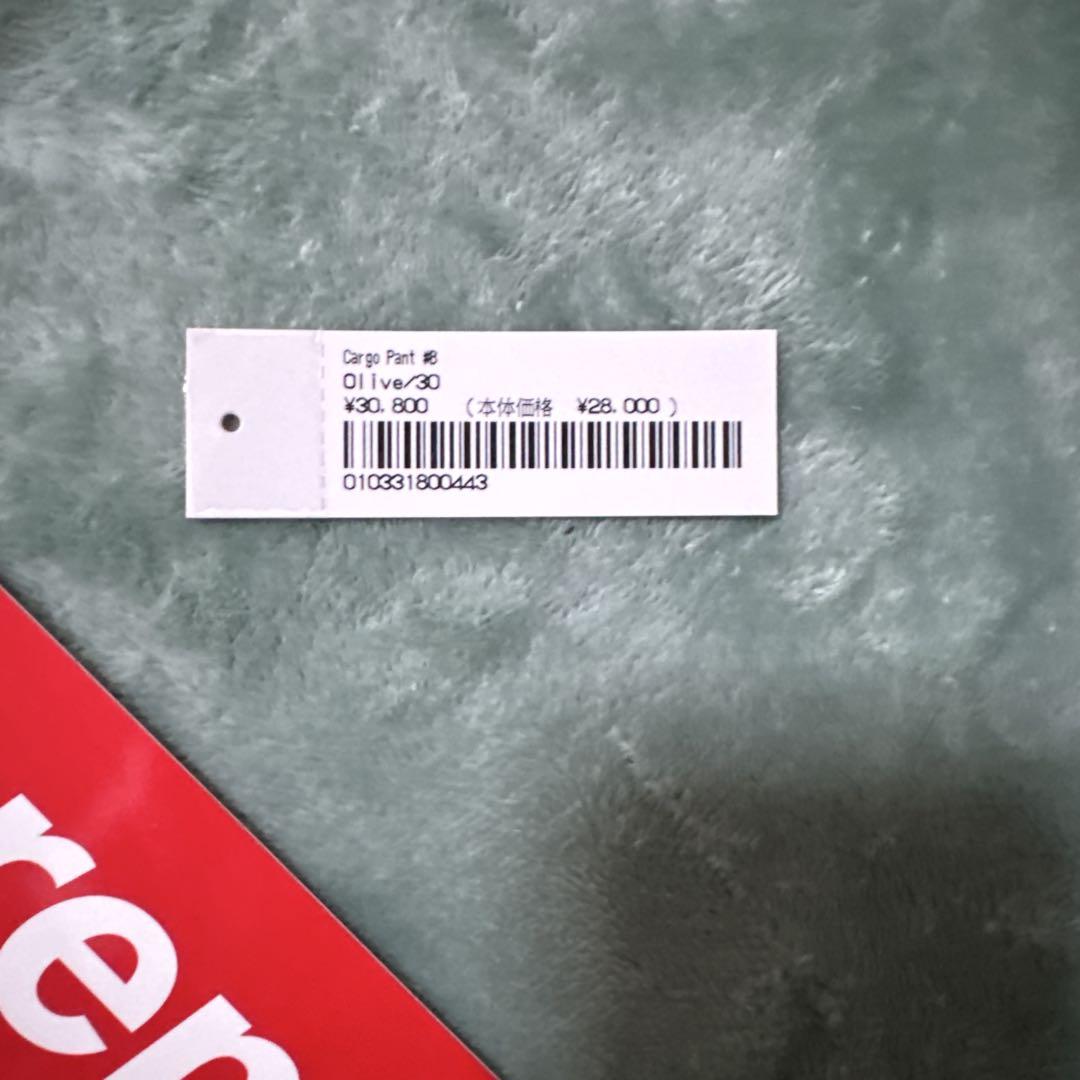 Cargo Pant #8
Olive/30
¥30,800 (本体価格 ¥28,000 )
010331800443
ren